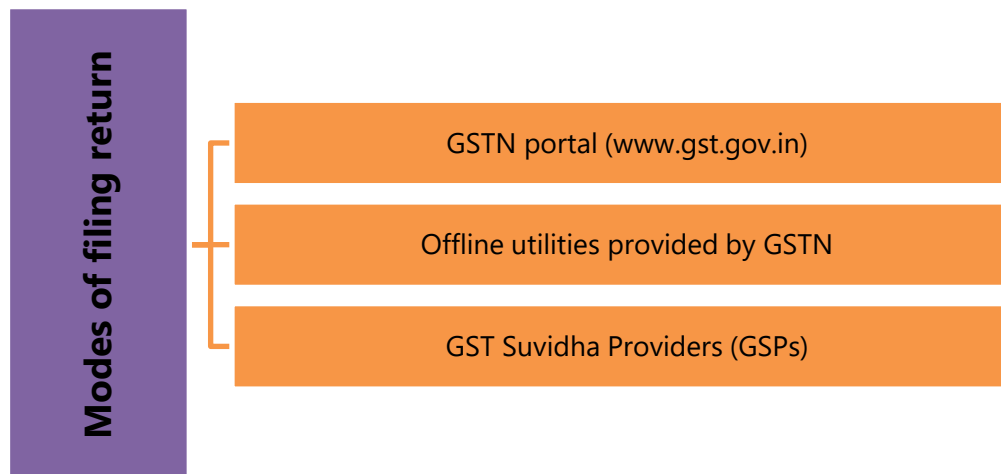 Modes of filing return
GSTN portal (www.gst.gov.in)
Offline utilities provided by GSTN
GST Suvidha Providers (GSPs)